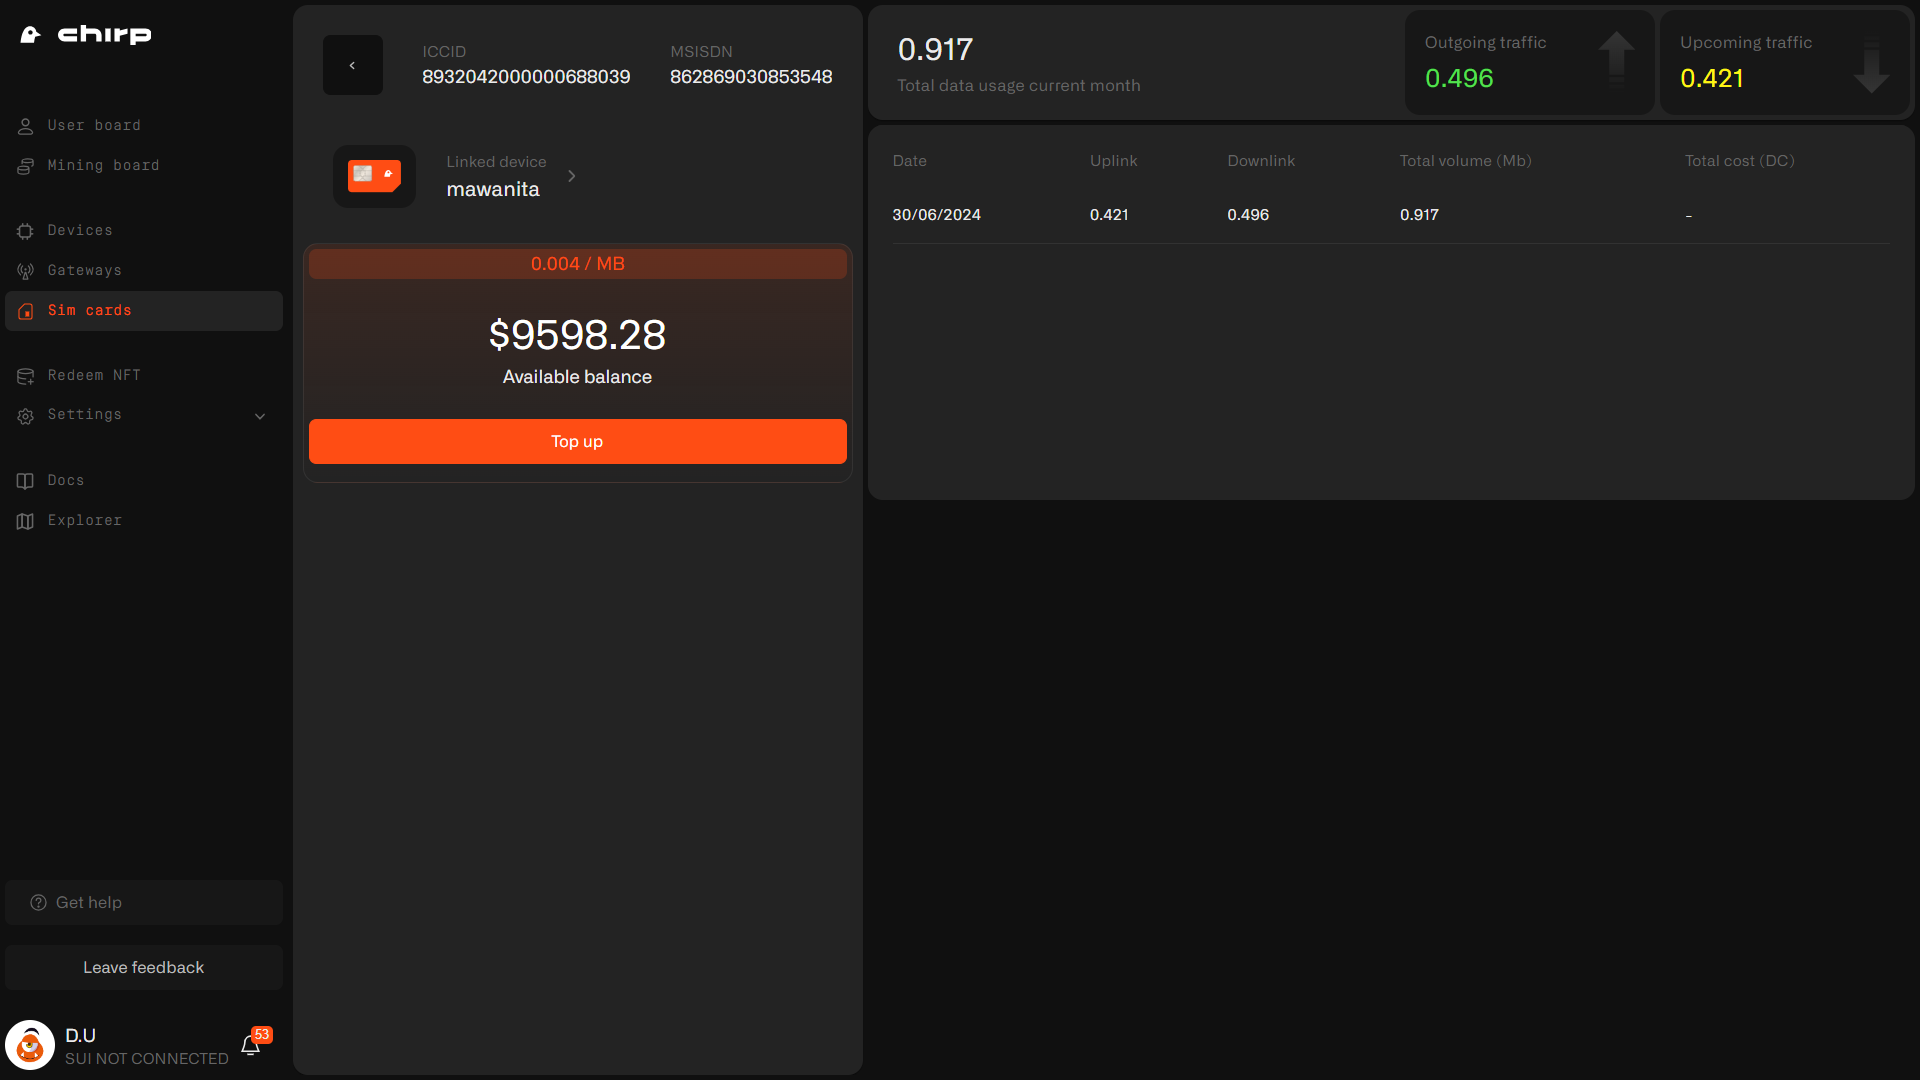 chirp
User board
Mining board
Devices
Gateways
Sim cards
Redeem NFT
Settings
Docs
Explorer
Get help
Leave feedback
D.U
SUI NOT CONNECTED
53
ICCID
8932042000000688039
MSISDN
862869030853548
Linked device
mawanita
0.004 / MB
$9598.28
Available balance
Top up
0.917
Total data usage current month
Outgoing traffic
0.496
Upcoming traffic
0.421
Date Uplink Downlink Total volume (Mb) Total cost (DC)
30/06/2024 0.421 0.496 0.917 -